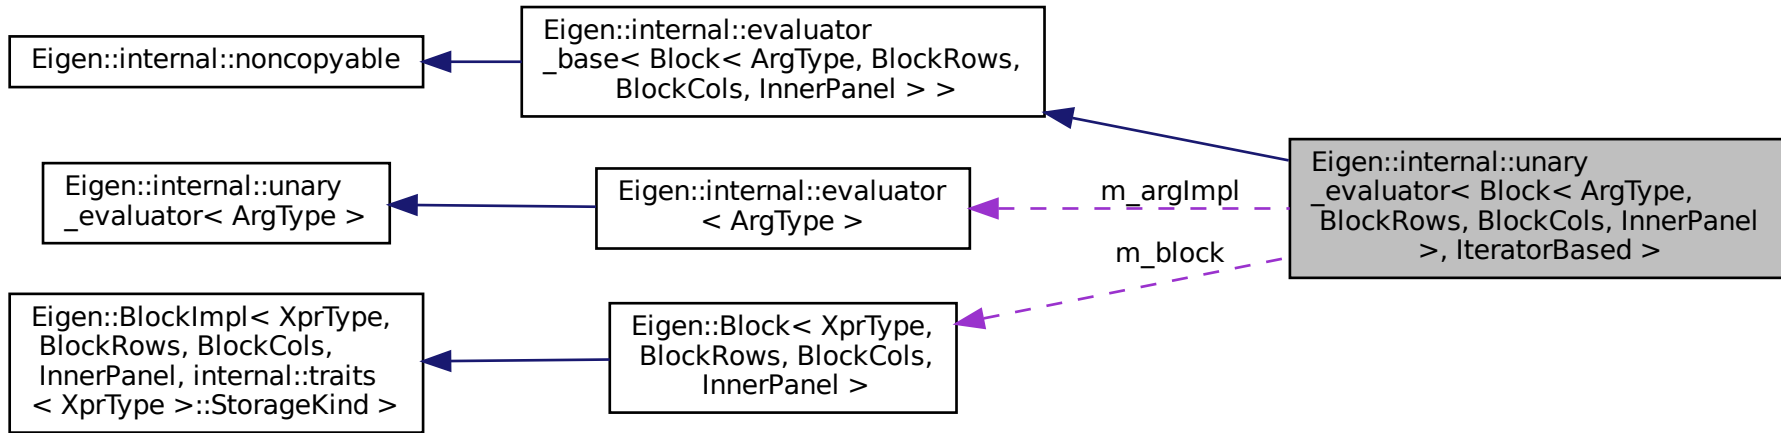 Eigen::internal::noncopyable
Eigen::internal::evaluator
_base< Block< ArgType, BlockRows,
BlockCols, InnerPanel > >
Eigen::internal::unary
_evaluator< ArgType >
Eigen::internal::evaluator
< ArgType >
Eigen::BlockImpl< XprType,
BlockRows, BlockCols,
InnerPanel, internal::traits
< XprType >::StorageKind >
Eigen::Block< XprType,
BlockRows, BlockCols,
InnerPanel >
m_argImpl
m_block
Eigen::internal::unary
_evaluator< Block< ArgType,
BlockRows, BlockCols, InnerPanel
>, IteratorBased >